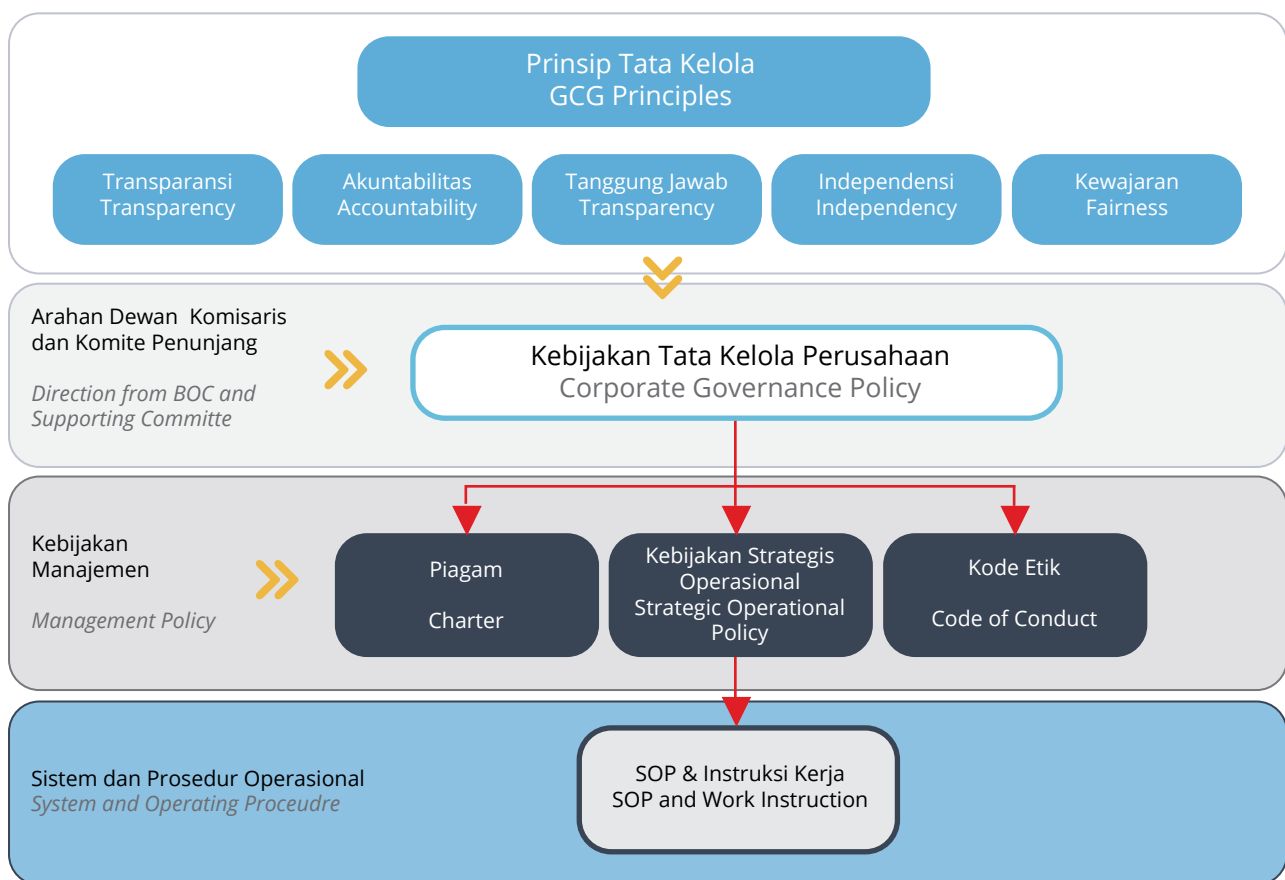 Prinsip Tata Kelola
GCG Principles
Transparansi
Transparency
Akuntabilitas
Accountability
Tanggung Jawab
Transparency
Independensi
Independency
Kewajaran
Fairness
Arahan Dewan Komisaris
dan Komite Penunjang
Direction from BOC and
Supporting Committe
Kebijakan Tata Kelola Perusahaan
Corporate Governance Policy
Kebijakan
Manajemen
Management Policy
Piagam
Charter
Kebijakan Strategis
Operasional
Strategic Operational
Policy
Kode Etik
Code of Conduct
Sistem dan Prosedur Operasional
System and Operating Proceudre
SOP & Instruksi Kerja
SOP and Work Instruction